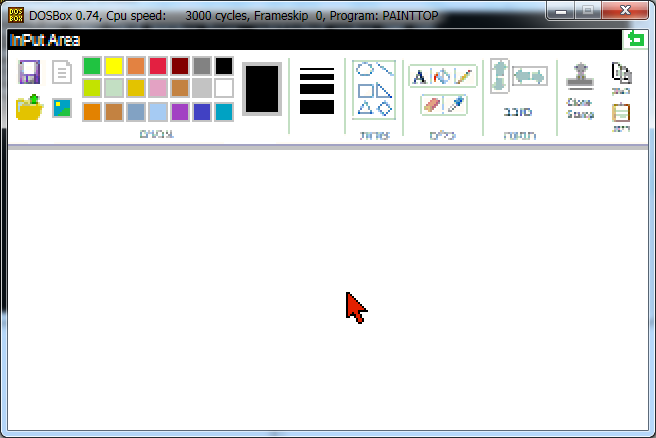 DOSBox 0.74, Cpu speed: 3000 cycles, Frameskip 0, Program: PAINTTOP
InPut Area
A
Clone
Stamp
סובב
צבעים
צורות
כלים
תמונה
העתק